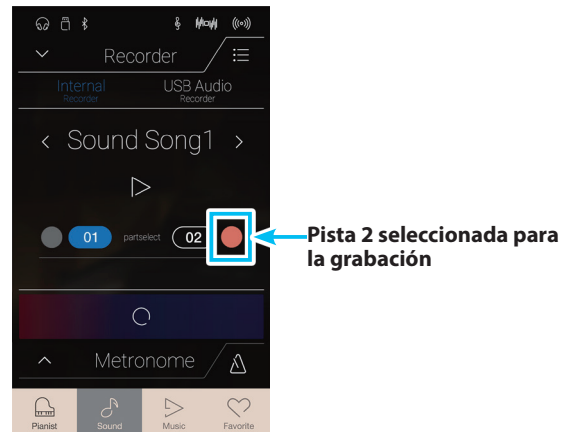 Recorder
Internal
Recorder
USB Audio
Recorder
Sound Song1
01 partselect 02
Pista 2 seleccionada para
la grabación
Metronome
Pianist Sound Music Favorite